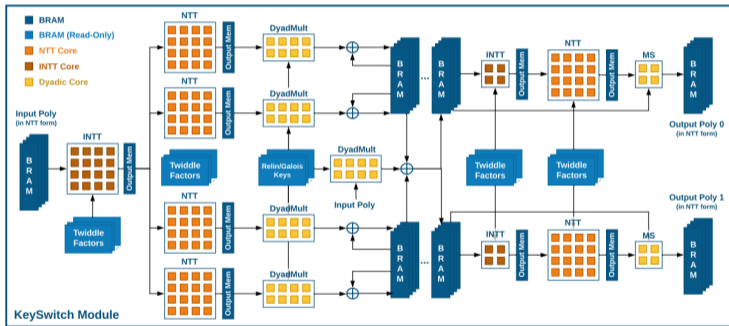 BRAM
BRAM (Read-Only)
NTT Core
INTT Core
Dyadic Core
Input Poly
(in NTT form)
BRAM
INTT
Output Mem
Twiddle
Factors
NTT
Output Mem
DyadMult
NTT
Output Mem
DyadMult
Twiddle
Factors
Relin/Galois
Keys
DyadMult
Input Poly
NTT
Output Mem
DyadMult
NTT
Output Mem
DyadMult
BRAM
...
BRAM
INTT
Output Mem
NTT
Output Mem
MS
BRAM
Output Poly 0
(in NTT form)
Twiddle
Factors
Twiddle
Factors
Output Poly 1
(in NTT form)
BRAM
...
BRAM
INTT
Output Mem
NTT
Output Mem
MS
BRAM
KeySwitch Module